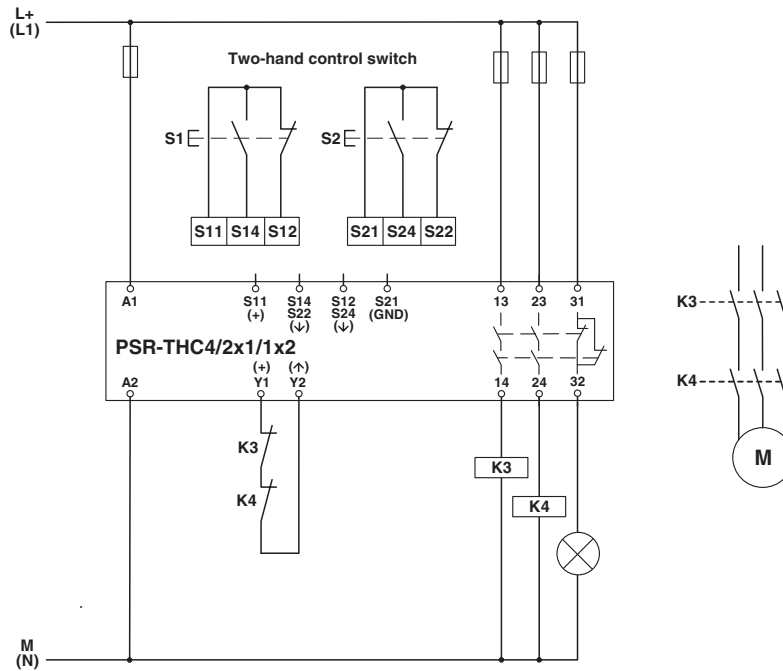 L+
(L1)
Two-hand control switch
S1
S2
S11 S14 S12
S21 S24 S22
A1
S11
(+)
S14
S22
(↓)
S12
S24
(↓)
S21
(GND)
13 23 31
PSR-THC4/2x1/1x2
A2
(+)
Y1
(↑)
Y2
14 24 32
K3
K4
K3
K4
K3
K4
M
M
(N)